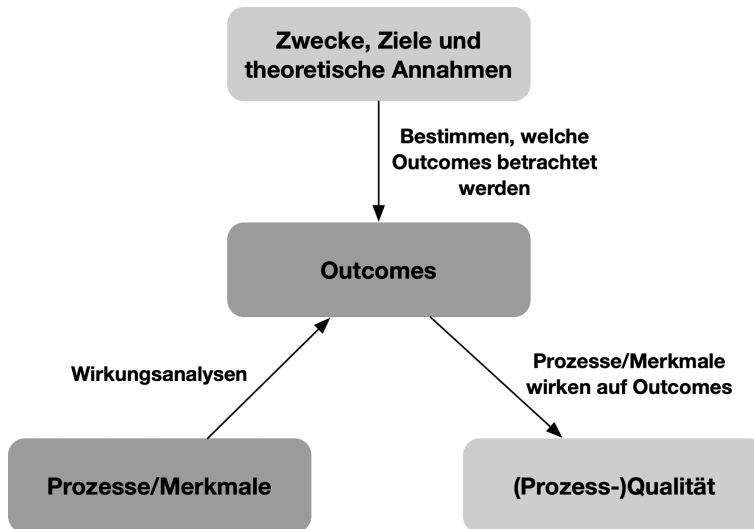 Zwecke, Ziele und
theoretische Annahmen
Bestimmen, welche
Outcomes betrachtet
werden
Outcomes
Wirkungsanalysen
Prozesse/Merkmale
wirken auf Outcomes
Prozesse/Merkmale
(Prozess-)Qualität